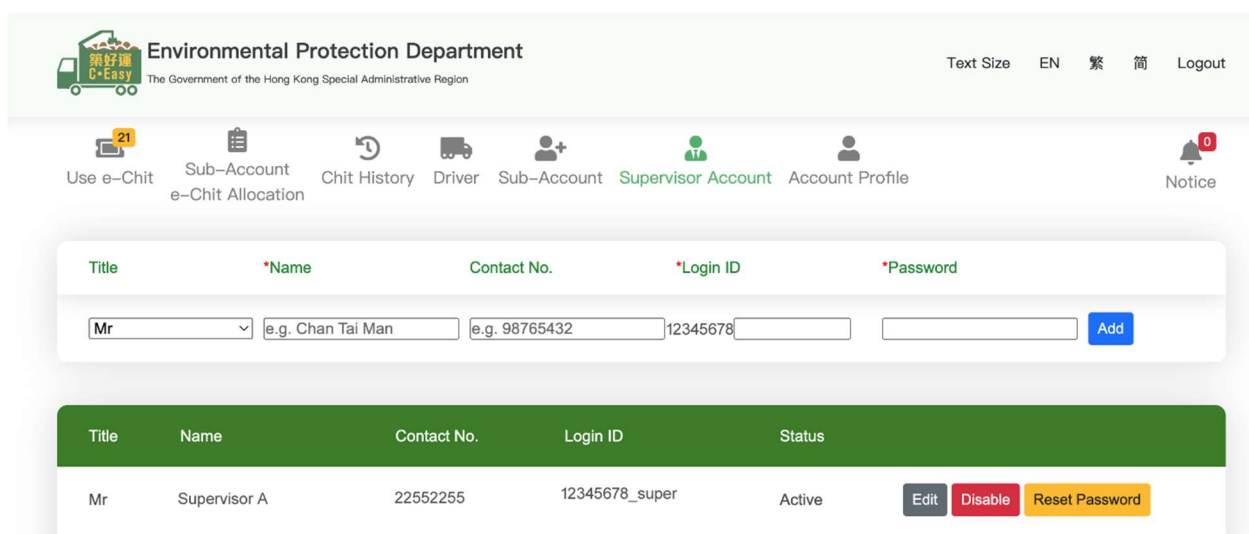 築好運
C•Easy
Environmental Protection Department
The Government of the Hong Kong Special Administrative Region
Text Size EN 繁 简 Logout
21
Use e-Chit
Sub-Account
e-Chit Allocation
Chit History
Driver
Sub-Account
Supervisor Account
Account Profile
0
Notice
Title *Name Contact No. *Login ID *Password
Mr e.g. Chan Tai Man e.g. 98765432 12345678 Add
Title Name Contact No. Login ID Status
Mr Supervisor A 22552255 12345678_super Active Edit Disable Reset Password